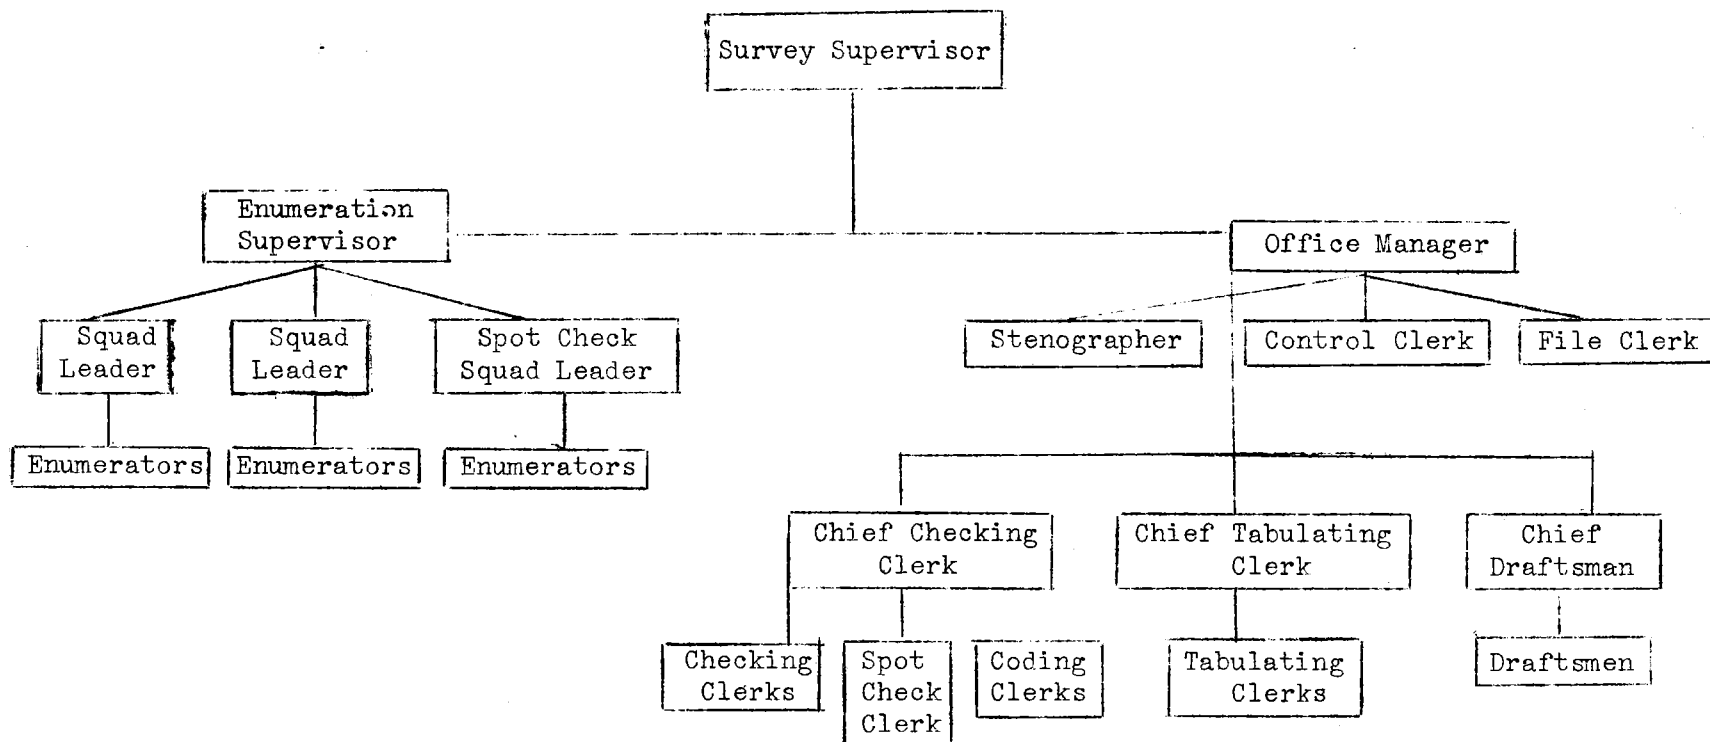 Survey Supervisor
Enumeration
Supervisor
Office Manager
Squad
Leader
Squad
Leader
Spot Check
Squad Leader
Stenographer
Control Clerk
File Clerk
Enumerators
Enumerators
Enumerators
Chief Checking
Clerk
Chief Tabulating
Clerk
Chief
Draftsman
Checking
Clerks
Spot
Check
Clerk
Coding
Clerks
Tabulating
Clerks
Draftsmen